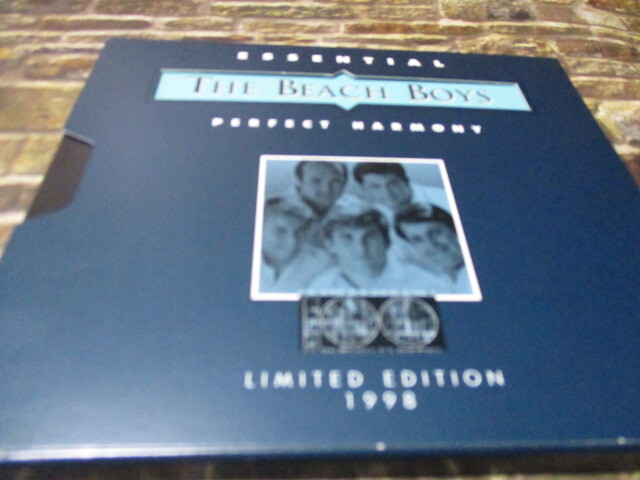 ESSENTIAL
THE BEACH BOYS
PERFECT HARMONY
LIMITED EDITION
1998